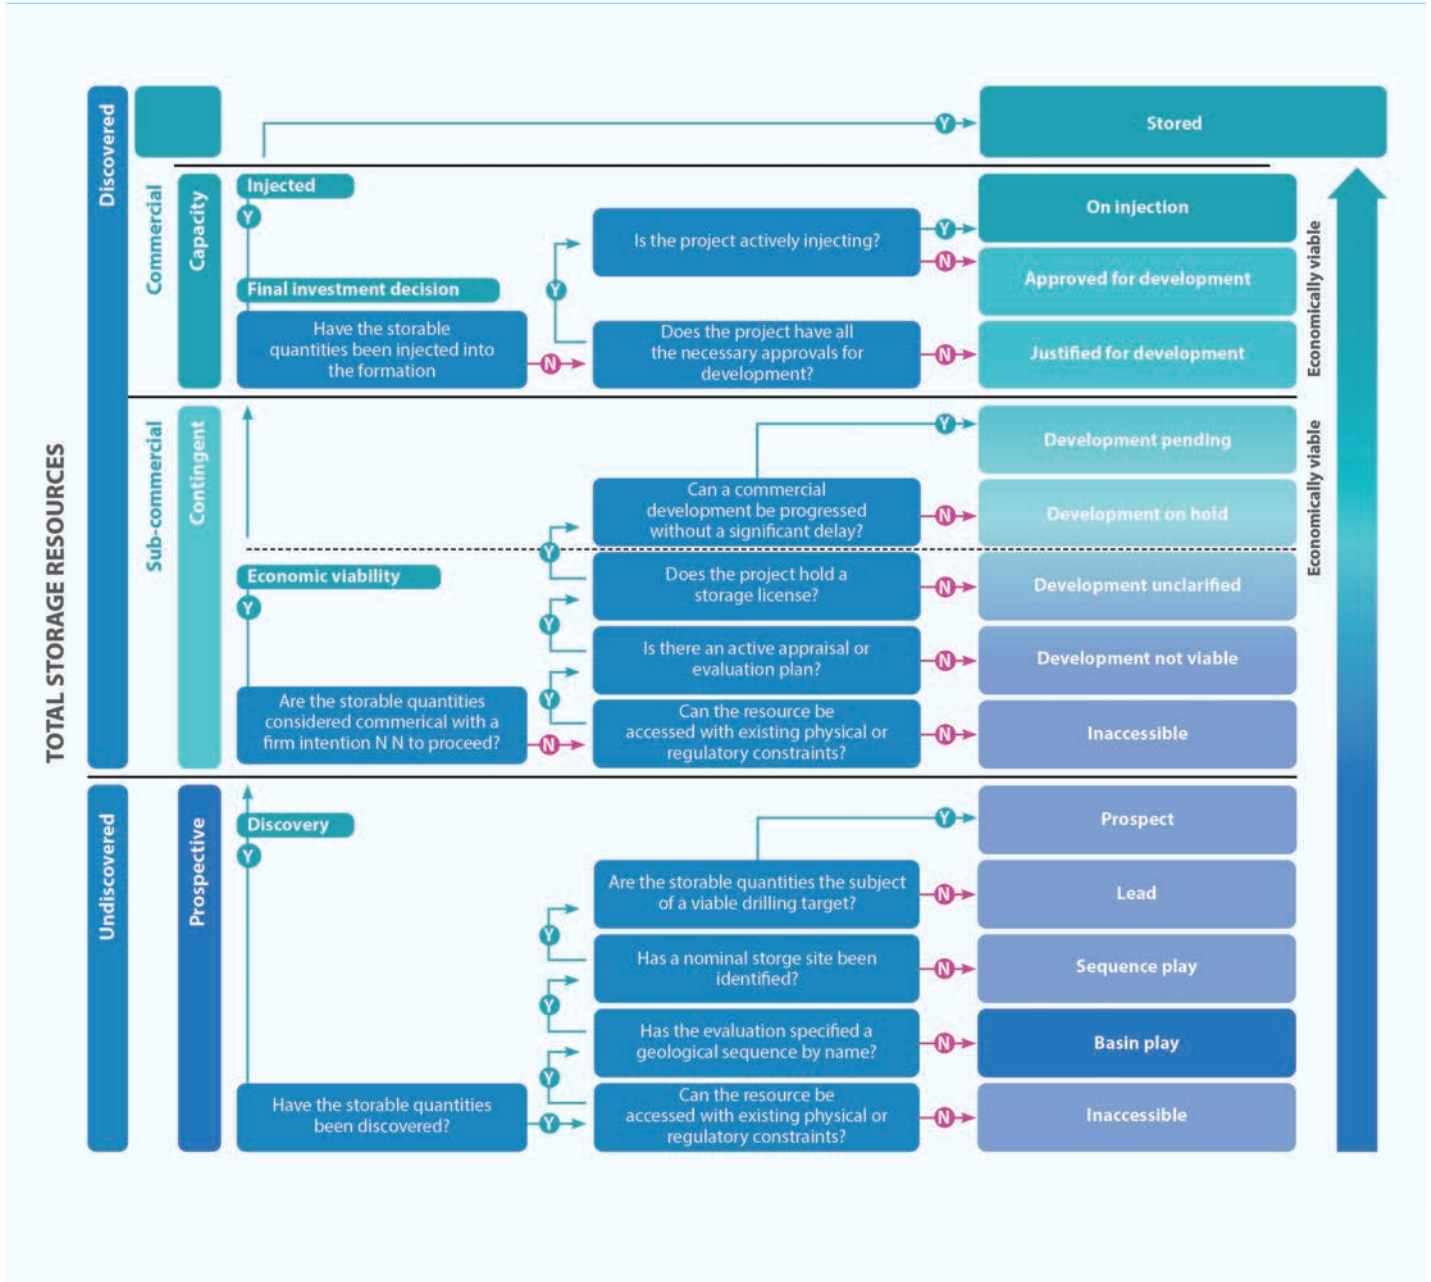 TOTAL STORAGE RESOURCES
Discovered
Undiscovered
Commercial
Sub-commercial
Capacity
Contingent
Prospective
Y
Stored
Injected
Y
Final investment decision
Have the storable
quantities been injected into
the formation
N
Y
Is the project actively injecting?
Y
N
On injection
Approved for development
Does the project have all
the necessary approvals for
development?
N
Justified for development
Economically viable
Y
Development pending
Can a commercial
development be progressed
without a significant delay?
N
Development on hold
Economically viable
Economic viability
Y
Y
Does the project hold a
storage license?
N
Development unclarified
Y
Is there an active appraisal or
evaluation plan?
N
Development not viable
Are the storable quantities
considered commerical with a
firm intention N N to proceed?
N
Y
Can the resource be
accessed with existing physical or
regulatory constraints?
N
Inaccessible
Discovery
Y
Y
Prospect
Are the storable quantities the subject
of a viable drilling target?
N
Lead
Y
Has a nominal storge site been
identified?
N
Sequence play
Y
Has the evaluation specified a
geological sequence by name?
N
Basin play
Y
Have the storable quantities
been discovered?
Y
Can the resource be
accessed with existing physical or
regulatory constraints?
N
Inaccessible